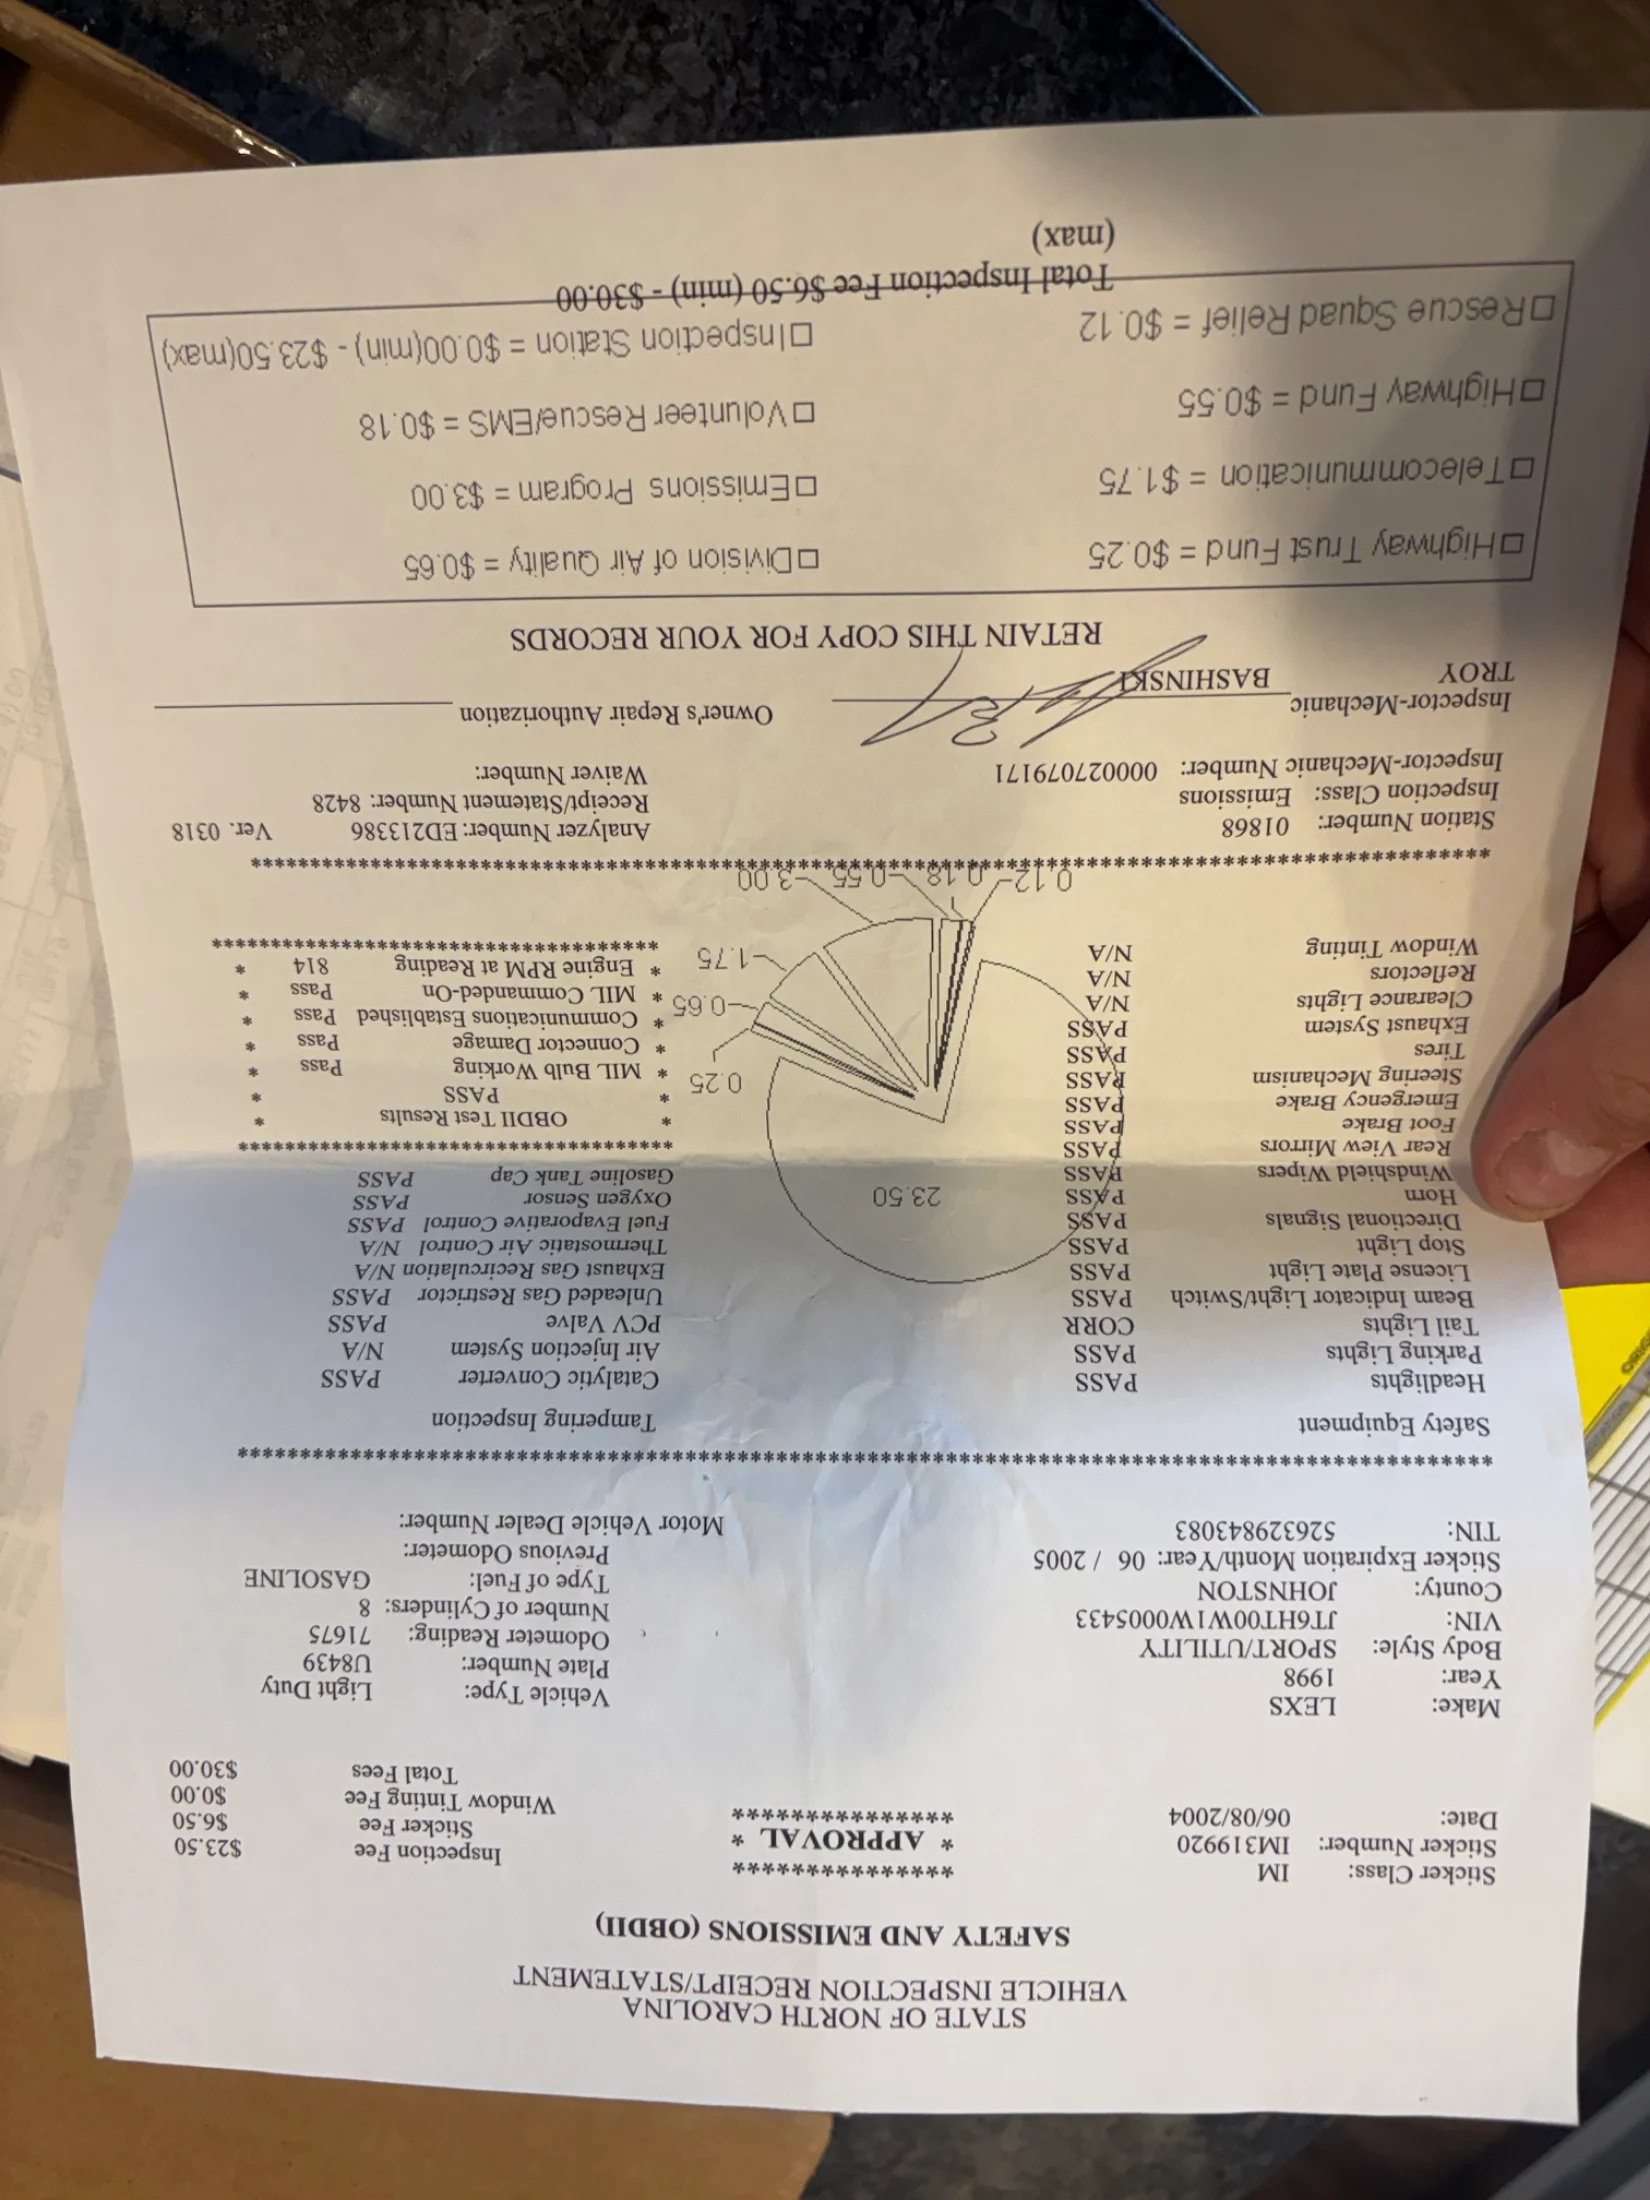 STATE OF NORTH CAROLINA
VEHICLE INSPECTION RECEIPT/STATEMENT
SAFETY AND EMISSIONS (OBDII)
Sticker Class: IM
Sticker Number: IM319920
Date: 06/08/2004
****************
* APPROVAL *
****************
Inspection Fee $23.50
Sticker Fee $6.50
Window Tinting Fee $0.00
Total Fees $30.00
Make: LEXS
Year: 1998
Body Style: SPORT/UTILITY
VIN: JT6HT00W1W0005433
County: JOHNSTON
Sticker Expiration Month/Year: 06 / 2005
TIN: 526329843083
Vehicle Type: Light Duty
Plate Number: U8439
Odometer Reading: 71675
Number of Cylinders: 8
Type of Fuel: GASOLINE
Previous Odometer:
Motor Vehicle Dealer Number:
Safety Equipment
Headlights PASS
Parking Lights PASS
Tail Lights CORR
Beam Indicator Light/Switch PASS
License Plate Light PASS
Stop Light PASS
Directional Signals PASS
Horn PASS
Windshield Wipers PASS
Rear View Mirrors PASS
Foot Brake PASS
Emergency Brake PASS
Steering Mechanism PASS
Tires PASS
Exhaust System PASS
Clearance Lights N/A
Reflectors N/A
Window Tinting N/A
Tampering Inspection
Catalytic Converter PASS
Air Injection System N/A
PCV Valve PASS
Unleaded Gas Restrictor PASS
Exhaust Gas Recirculation N/A
Thermostatic Air Control N/A
Fuel Evaporative Control PASS
Oxygen Sensor PASS
Gasoline Tank Cap PASS
* OBDII Test Results *
* PASS *
* MIL Bulb Working Pass *
* Connector Damage Pass *
* Communications Established Pass *
* MIL Commanded-On Pass *
* Engine RPM at Reading 814 *
23.50
0.25
0.65
1.75
3.00
0.55
0.18
0.12
Station Number: 01868
Inspection Class: Emissions
Inspector-Mechanic Number: 000027079171
Analyzer Number: ED213386 Ver. 0318
Receipt/Statement Number: 8428
Waiver Number:
Inspector-Mechanic
TROY BASHINSKI
Owner's Repair Authorization
RETAIN THIS COPY FOR YOUR RECORDS
Highway Trust Fund = $0.25
Division of Air Quality = $0.65
Telecommunication = $1.75
Emissions Program = $3.00
Highway Fund = $0.55
Volunteer Rescue/EMS = $0.18
Rescue Squad Relief = $0.12
Inspection Station = $0.00(min) - $23.50(max)
Total Inspection Fee $6.50 (min) - $30.00
(max)